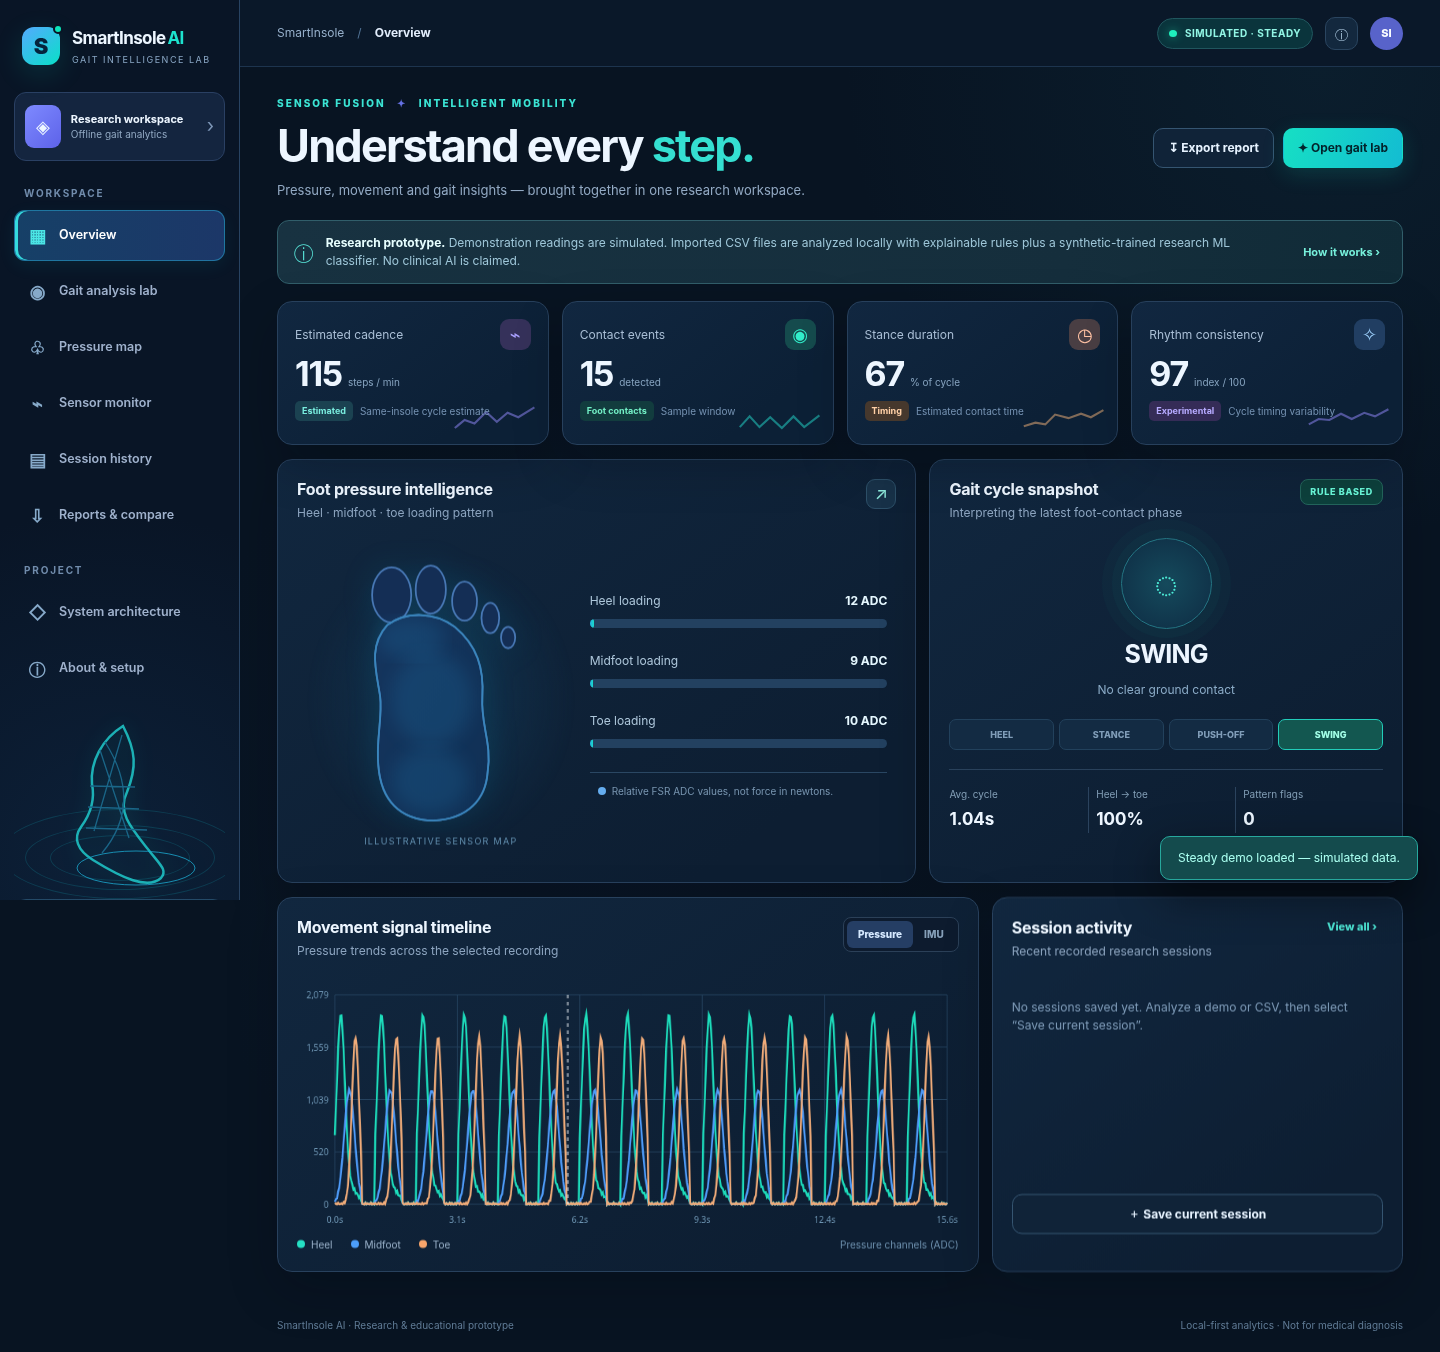 S
SmartInsole AI
GAIT INTELLIGENCE LAB
Research workspace
Offline gait analytics
WORKSPACE
Overview
Gait analysis lab
Pressure map
Sensor monitor
Session history
Reports & compare
PROJECT
System architecture
About & setup
SmartInsole / Overview
SIMULATED · STEADY
SI
SENSOR FUSION ✦ INTELLIGENT MOBILITY
Understand every step.
Pressure, movement and gait insights — brought together in one research workspace.
↧ Export report
✦ Open gait lab
Research prototype. Demonstration readings are simulated. Imported CSV files are analyzed locally with explainable rules plus a synthetic-trained research ML
classifier. No clinical AI is claimed.
How it works ›
Estimated cadence
115 steps / min
Estimated Same-insole cycle estimate
Contact events
15 detected
Foot contacts Sample window
Stance duration
67 % of cycle
Timing Estimated contact time
Rhythm consistency
97 index / 100
Experimental Cycle timing variability
Foot pressure intelligence
Heel · midfoot · toe loading pattern
Heel loading 12 ADC
Midfoot loading 9 ADC
Toe loading 10 ADC
Relative FSR ADC values, not force in newtons.
ILLUSTRATIVE SENSOR MAP
Gait cycle snapshot
Interpreting the latest foot-contact phase
RULE BASED
SWING
No clear ground contact
HEEL STANCE PUSH-OFF SWING
Avg. cycle Heel → toe Pattern flags
1.04s 100% 0
Steady demo loaded — simulated data.
Movement signal timeline
Pressure trends across the selected recording
Pressure IMU
2,079
1,559
1,039
520
0
0.0s 3.1s 6.2s 9.3s 12.4s 15.6s
Heel Midfoot Toe
Pressure channels (ADC)
Session activity
Recent recorded research sessions
View all ›
No sessions saved yet. Analyze a demo or CSV, then select
“Save current session”.
+ Save current session
SmartInsole AI · Research & educational prototype
Local-first analytics · Not for medical diagnosis